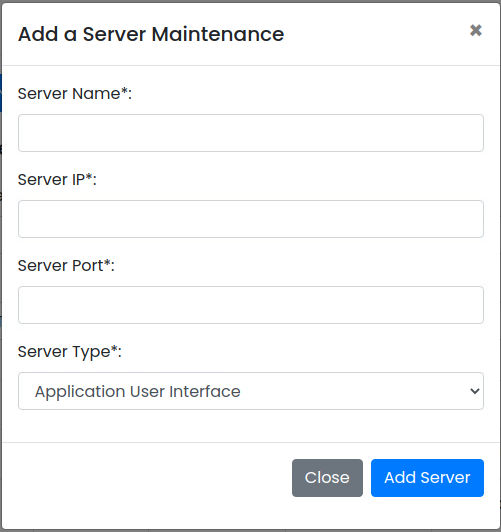 Add a Server Maintenance
Server Name*:
Server IP*:
Server Port*:
Server Type*:
Application User Interface
Close
Add Server